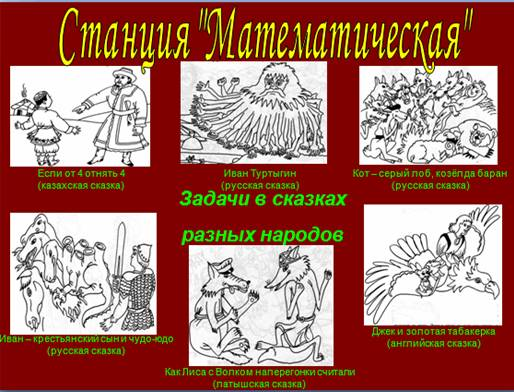 Станция "Математическая"
Если от 4 отнять 4
(казахская сказка)
Иван Туртыгин
(русская сказка)
Кот – серый лоб, козёл да баран
(русская сказка)
Задачи в сказках
разных народов
Иван – крестьянский сын и чудо-юдо
(русская сказка)
Как Лиса с Волком наперегонки считали
(латышская сказка)
Джек и золотая табакерка
(английская сказка)